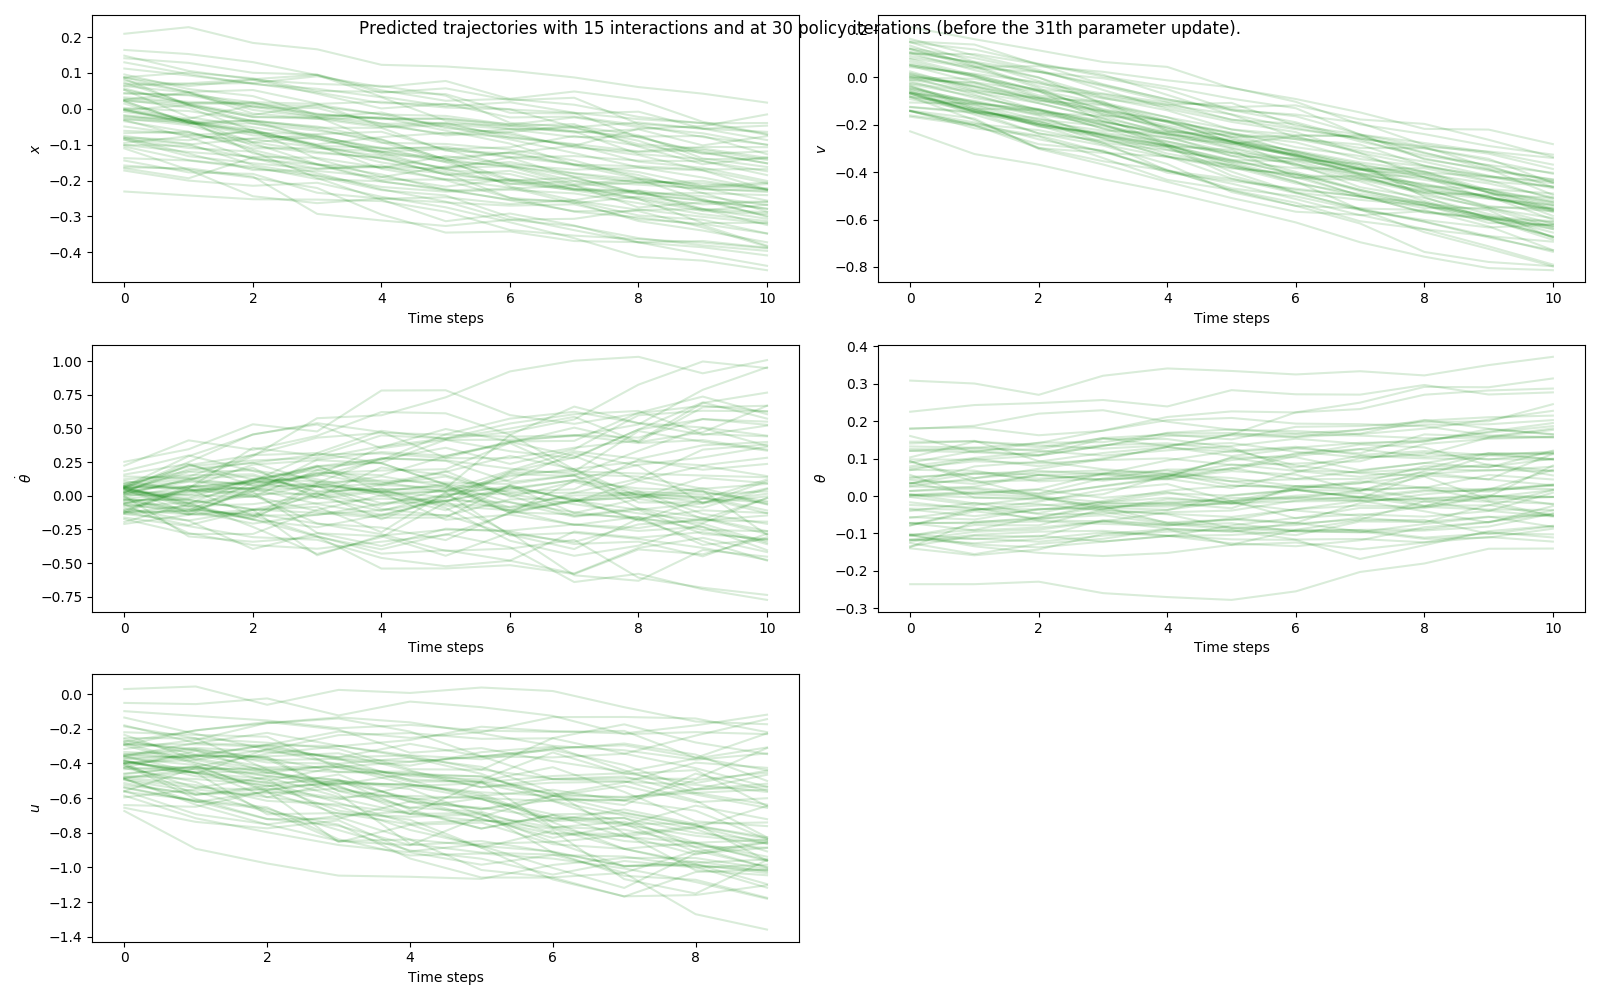 Predicted trajectories with 15 interactions and at 30 policy iterations (before the 31th parameter update).
0.2
0.1
0.0
−0.1
−0.2
−0.3
−0.4
x
0 2 4 6 8 10
Time steps
0.2
0.0
−0.2
−0.4
−0.6
−0.8
v
0 2 4 6 8 10
Time steps
1.00
0.75
0.50
0.25
0.00
−0.25
−0.50
−0.75
θ̇
0 2 4 6 8 10
Time steps
0.4
0.3
0.2
0.1
0.0
−0.1
−0.2
−0.3
θ
0 2 4 6 8 10
Time steps
0.0
−0.2
−0.4
−0.6
−0.8
−1.0
−1.2
−1.4
u
0 2 4 6 8
Time steps